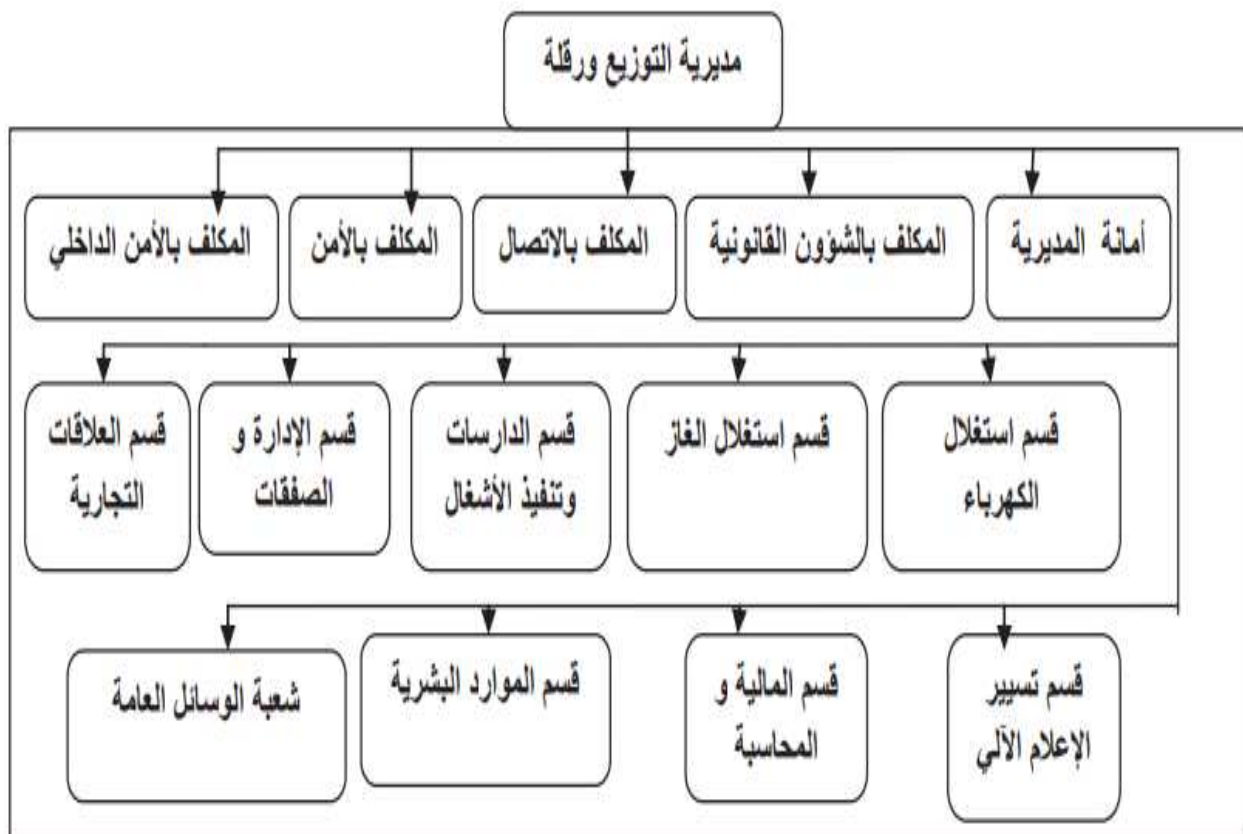 مديرية التوزيع ورقلة
أمانة المديرية
المكلف بالشؤون القانونية
المكلف بالاتصال
المكلف بالأمن
المكلف بالأمن الداخلي
قسم استغلال
الكهرباء
قسم استغلال الغاز
قسم الدارسات
وتنفيذ الأشغال
قسم الإدارة و
الصفقات
قسم العلاقات
التجارية
قسم تسيير
الإعلام الآلي
قسم المالية و
المحاسبة
قسم الموارد البشرية
شعبة الوسائل العامة